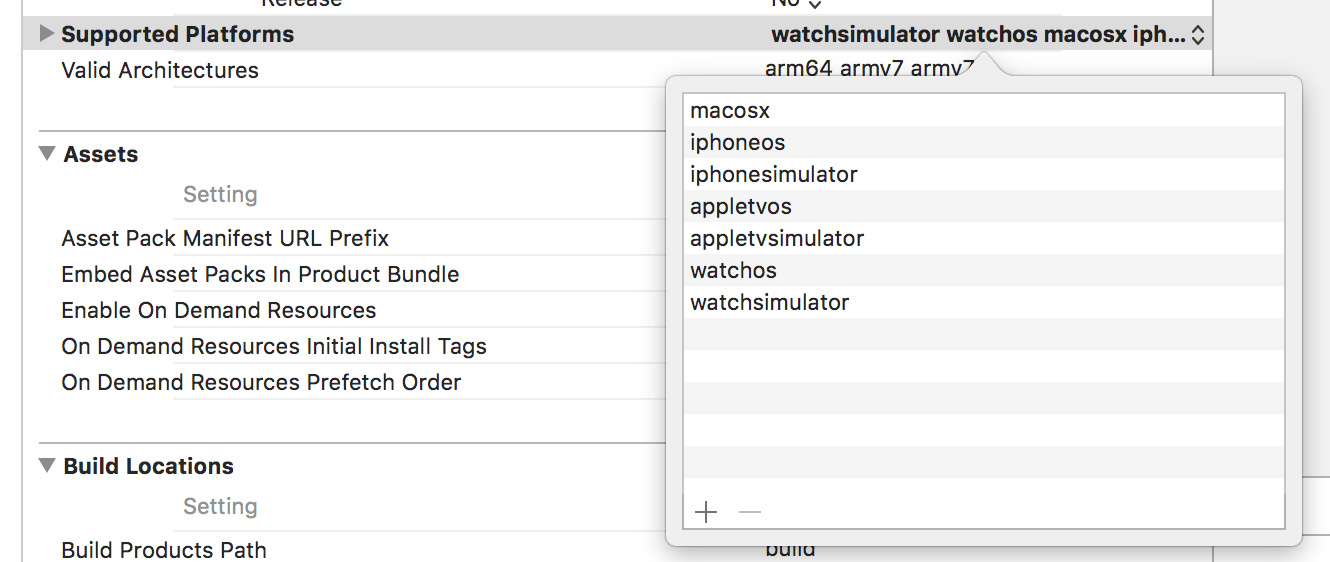 Release No
Supported Platforms watchsimulator watchos macosx iph...
Valid Architectures arm64 armv7 armv7
macosx
iphoneos
iphonesimulator
appletvos
appletvsimulator
watchos
watchsimulator
Assets
Setting
Asset Pack Manifest URL Prefix
Embed Asset Packs In Product Bundle
Enable On Demand Resources
On Demand Resources Initial Install Tags
On Demand Resources Prefetch Order
Build Locations
Setting
Build Products Path build